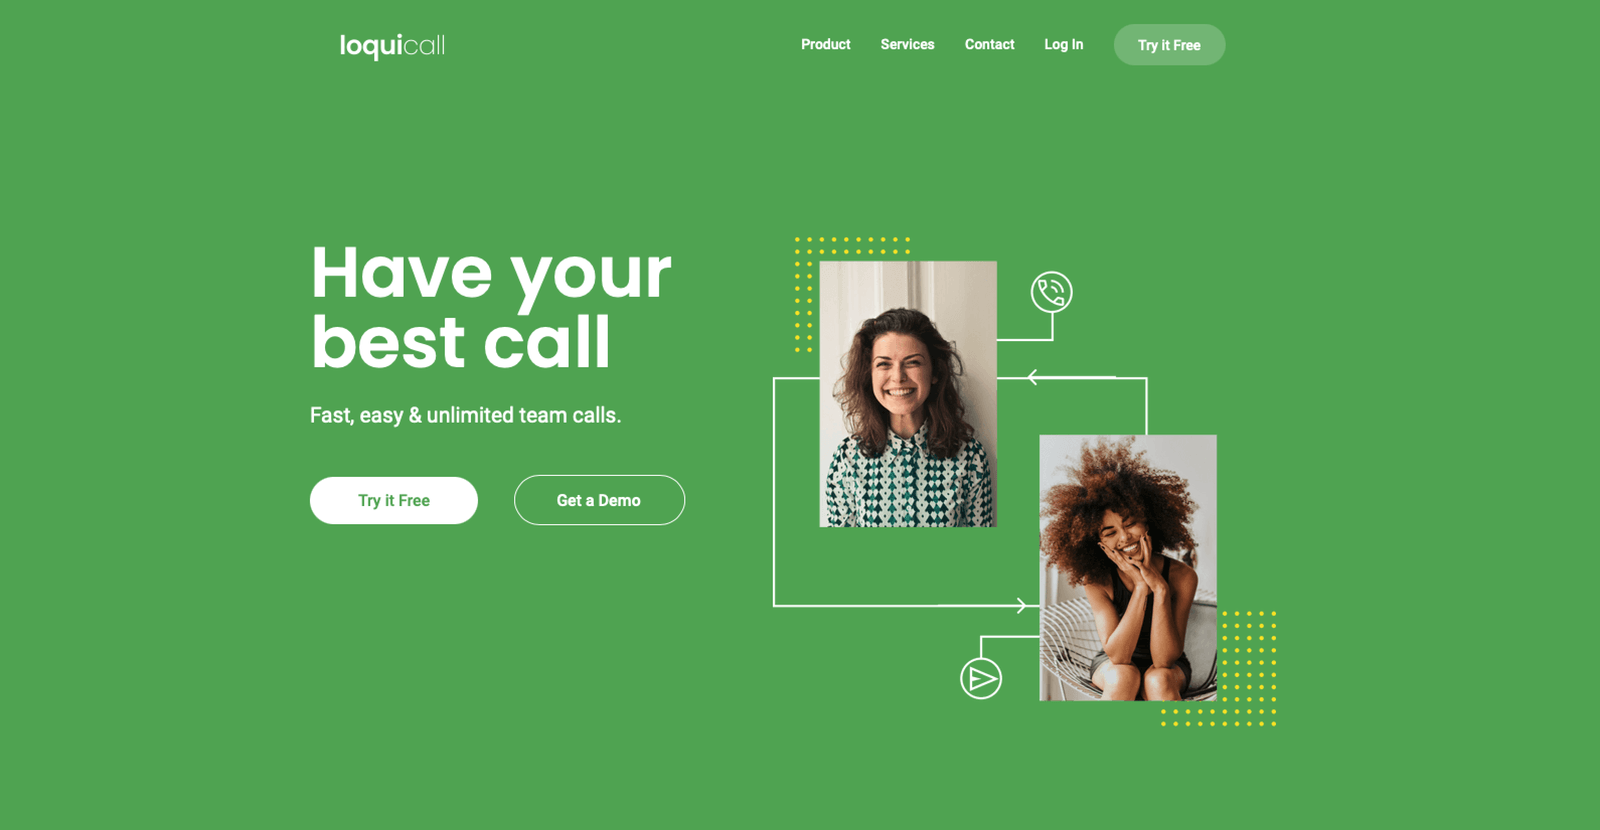 loquicall
Product Services Contact Log In Try it Free
Have your
best call
Fast, easy & unlimited team calls.
Try it Free Get a Demo